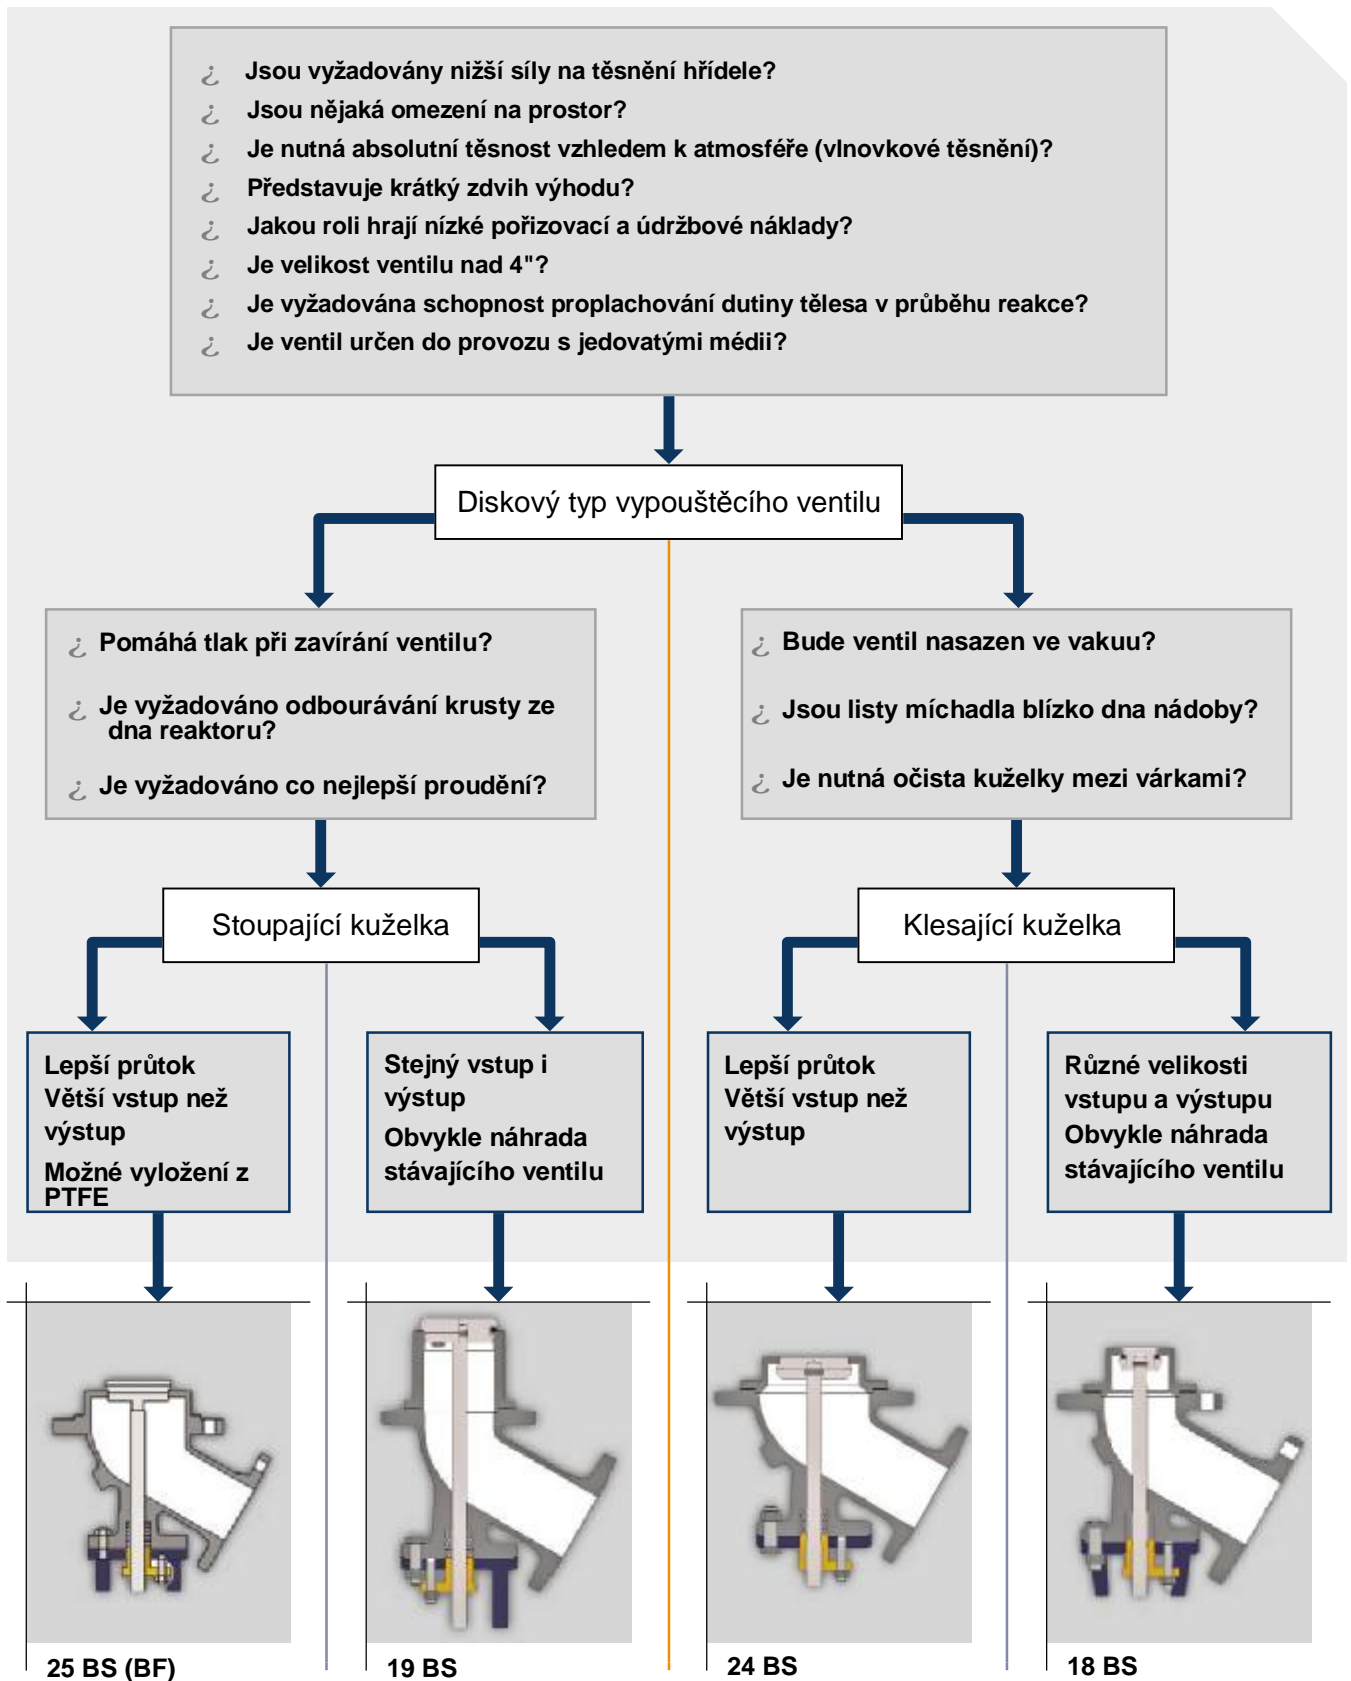 ¿ Jsou vyžadovány nižší síly na těsnění hřídele?
¿ Jsou nějaká omezení na prostor?
¿ Je nutná absolutní těsnost vzhledem k atmosféře (vlnovkové těsnění)?
¿ Představuje krátký zdvih výhodu?
¿ Jakou roli hrají nízké pořizovací a údržbové náklady?
¿ Je velikost ventilu nad 4"?
¿ Je vyžadována schopnost proplachování dutiny tělesa v průběhu reakce?
¿ Je ventil určen do provozu s jedovatými médii?
Diskový typ vypouštěcího ventilu
¿ Pomáhá tlak při zavírání ventilu?
¿ Je vyžadováno odbourávání krusty ze
dna reaktoru?
¿ Je vyžadováno co nejlepší proudění?
¿ Bude ventil nasazen ve vakuu?
¿ Jsou listy míchadla blízko dna nádoby?
¿ Je nutná očista kuželky mezi várkami?
Stoupající kuželka
Klesající kuželka
Lepší průtok
Větší vstup než
výstup
Možné vyložení z
PTFE
Stejný vstup i
výstup
Obvykle náhrada
stávajícího ventilu
Lepší průtok
Větší vstup než
výstup
Různé velikosti
vstupu a výstupu
Obvykle náhrada
stávajícího ventilu
25 BS (BF)
19 BS
24 BS
18 BS